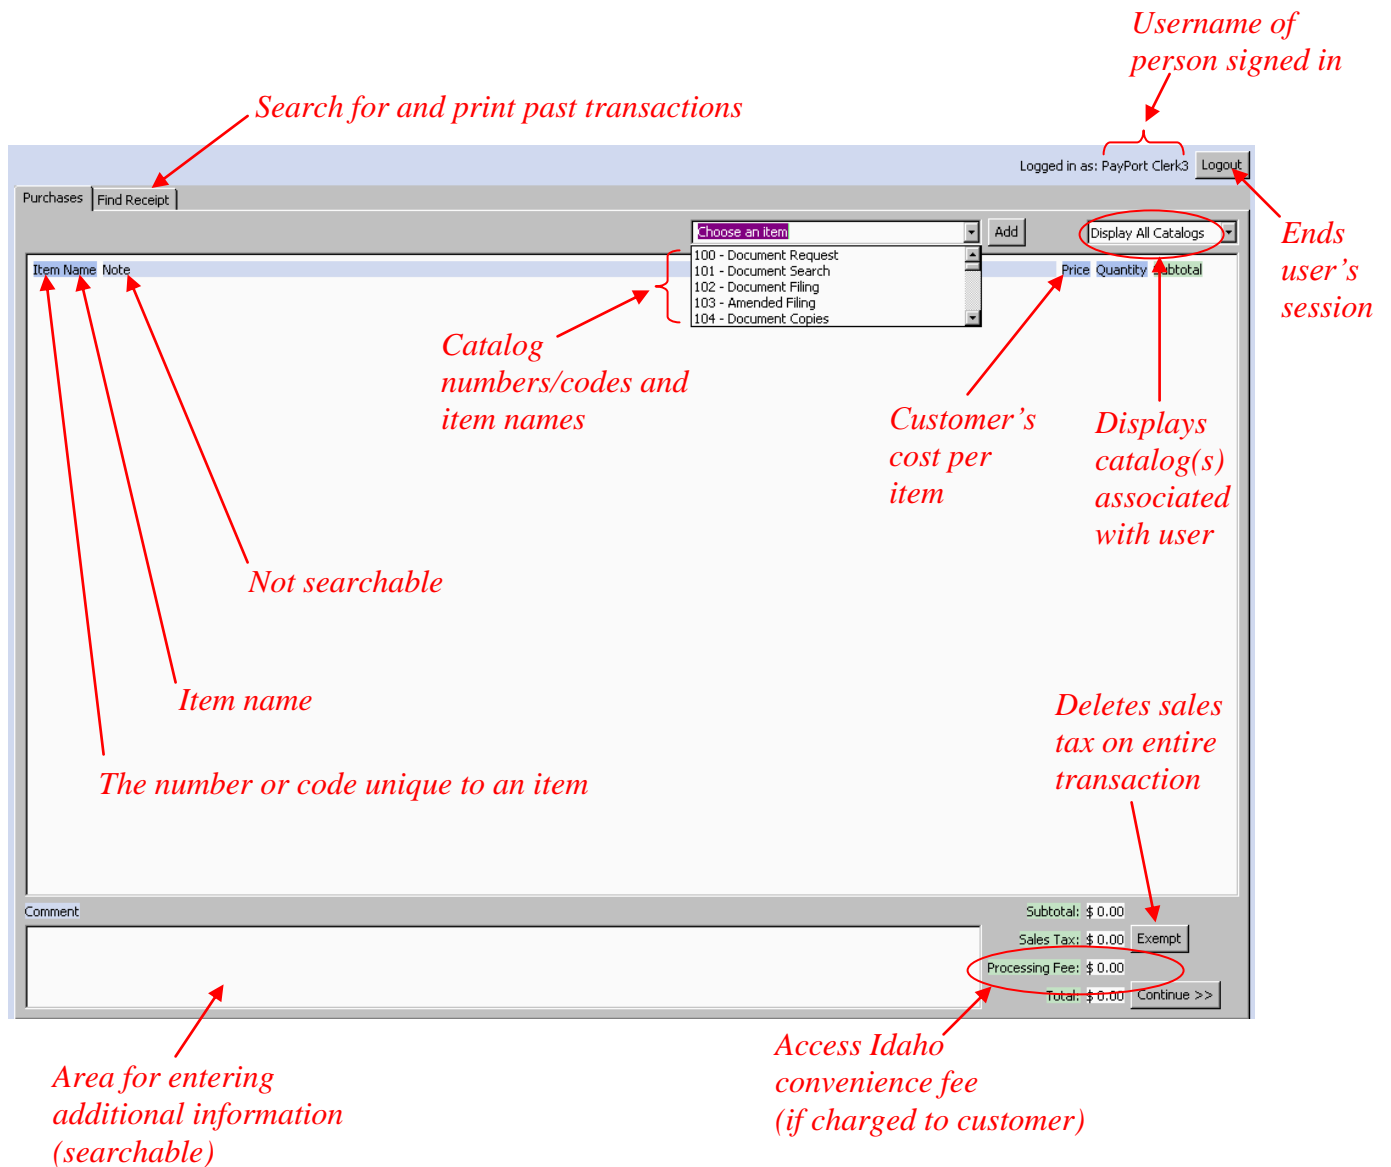 Username of
person signed in
Search for and print past transactions
Logged in as: PayPort Clerk3 Logout
Purchases Find Receipt
Choose an item Add Display All Catalogs
Ends
user's
session
100 - Document Request
101 - Document Search
102 - Document Filing
103 - Amended Filing
104 - Document Copies
Item Name Note Price Quantity Subtotal
Catalog
numbers/codes and
item names
Customer's
cost per
item
Displays
catalog(s)
associated
with user
Not searchable
Item name
The number or code unique to an item
Deletes sales
tax on entire
transaction
Comment
Subtotal: $ 0.00
Sales Tax: $ 0.00 Exempt
Processing Fee: $ 0.00
Total: $ 0.00 Continue >>
Area for entering
additional information
(searchable)
Access Idaho
convenience fee
(if charged to customer)